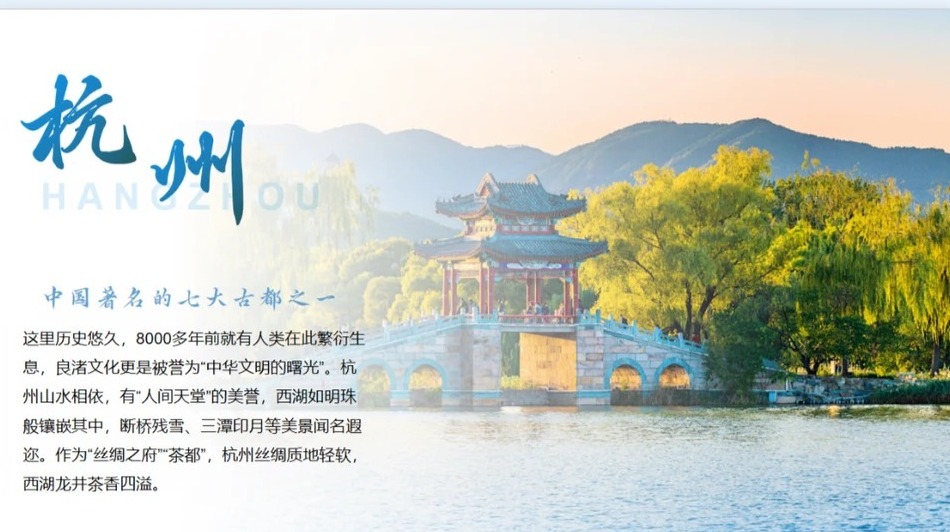 杭州
HANGZHOU
中国著名的七大古都之一
这里历史悠久，8000多年前就有人类在此繁衍生
息，良渚文化更是被誉为“中华文明的曙光”。杭
州山水相依，有“人间天堂”的美誉，西湖如明珠
般镶嵌其中，断桥残雪、三潭印月等美景闻名遐
迩。作为“丝绸之府”“茶都”，杭州丝绸质地轻软，
西湖龙井茶香四溢。